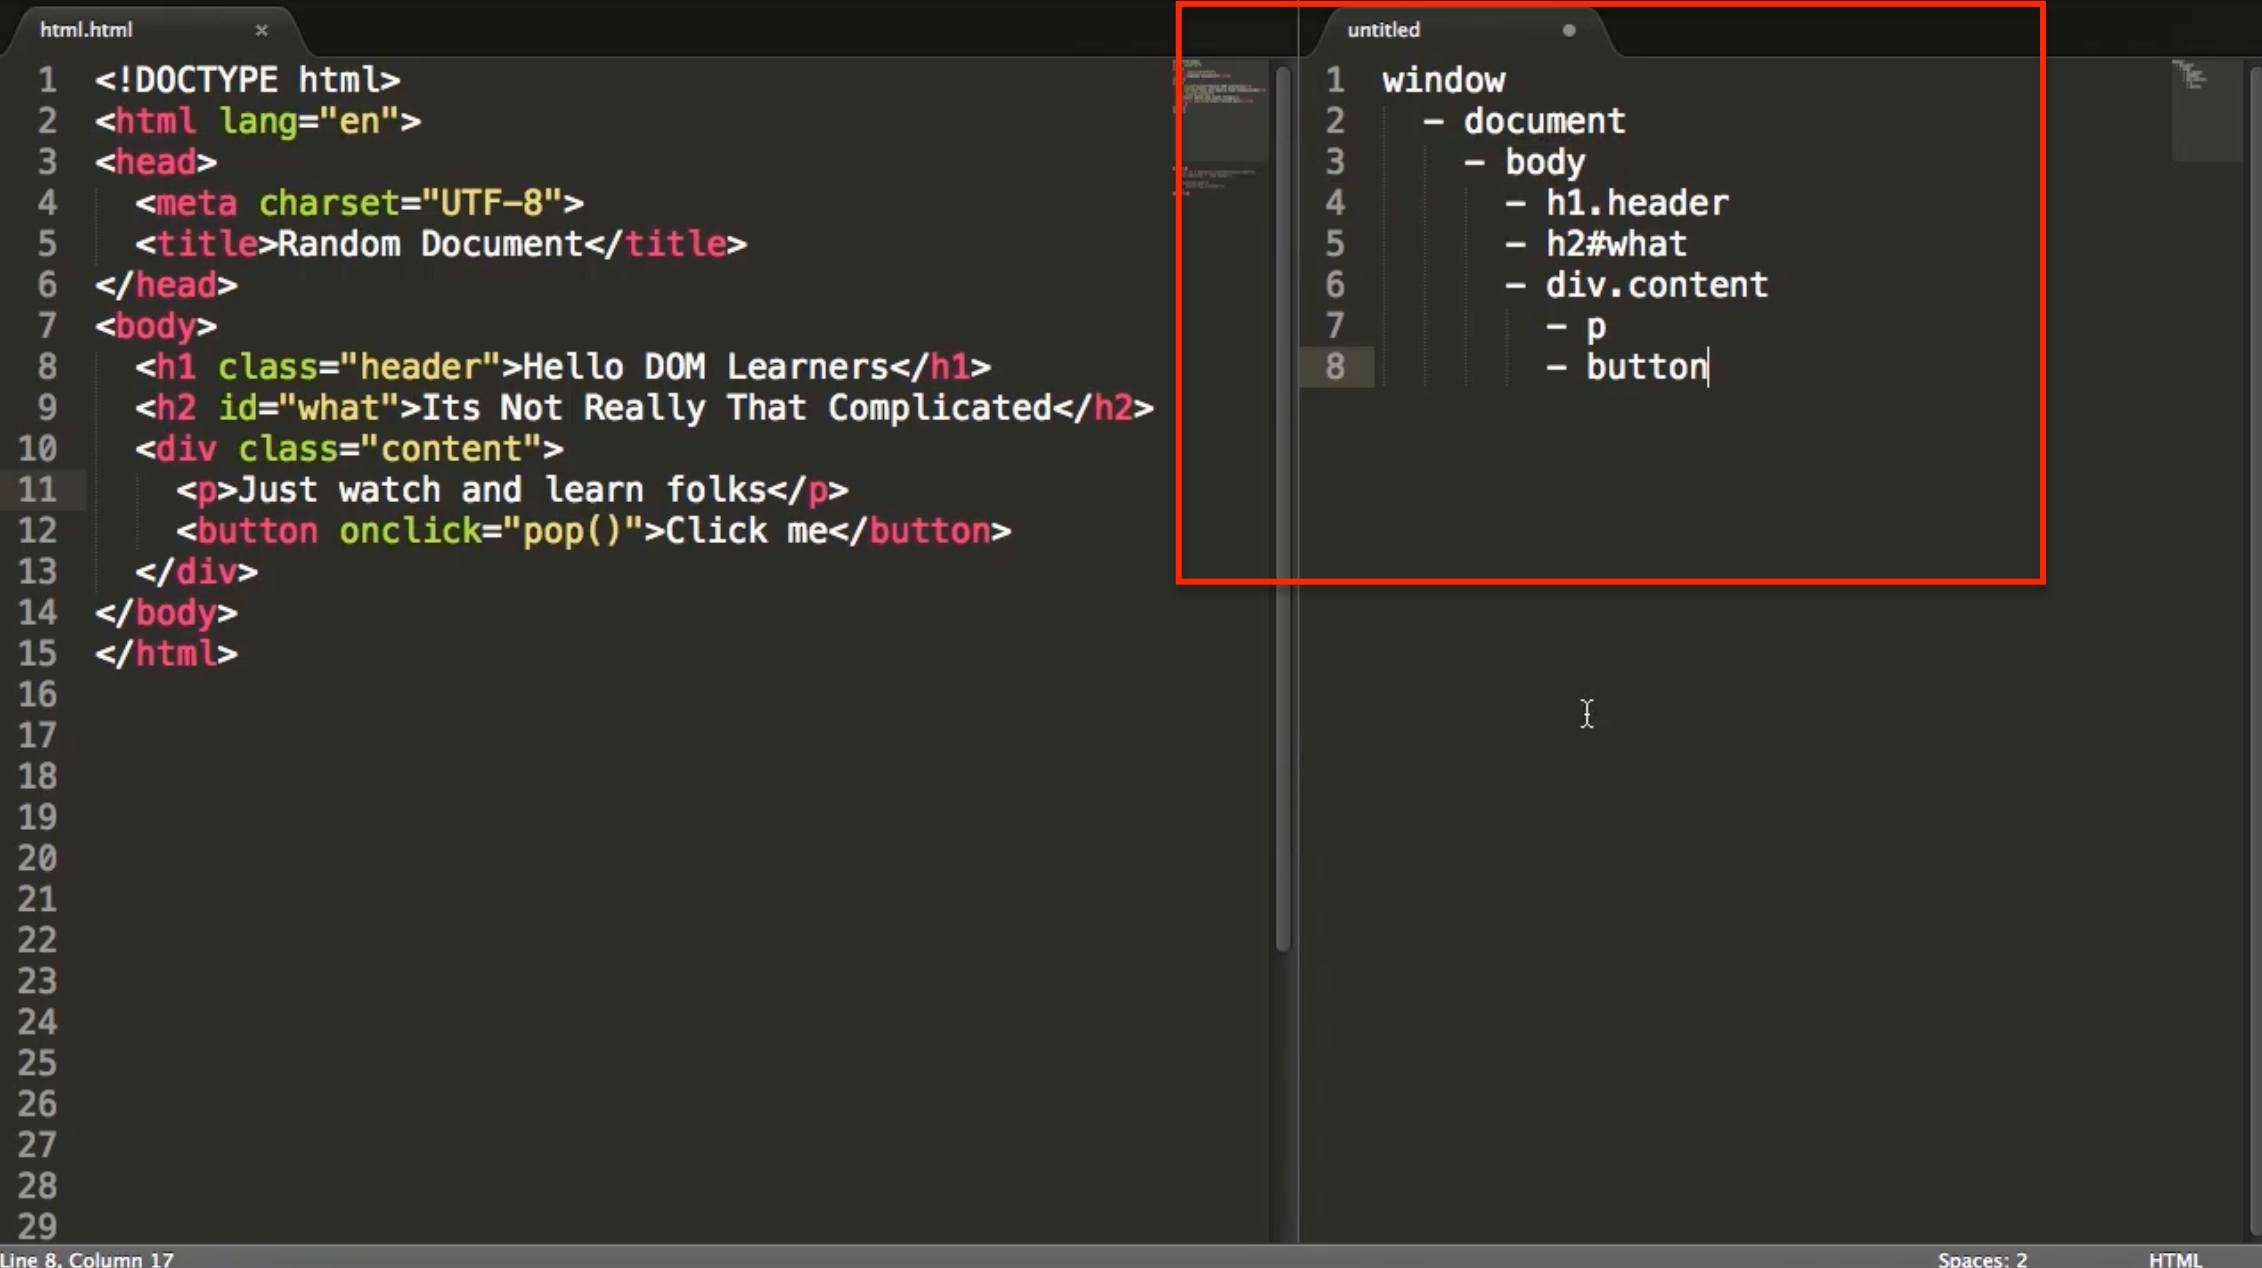 html.html ×
1 <!DOCTYPE html>
2 <html lang="en">
3 <head>
4 <meta charset="UTF-8">
5 <title>Random Document</title>
6 </head>
7 <body>
8 <h1 class="header">Hello DOM Learners</h1>
9 <h2 id="what">Its Not Really That Complicated</h2>
10 <div class="content">
11 <p>Just watch and learn folks</p>
12 <button onclick="pop()">Click me</button>
13 </div>
14 </body>
15 </html>
16
17
18
19
20
21
22
23
24
25
26
27
28
29
untitled
1 window
2 - document
3 - body
4 - h1.header
5 - h2#what
6 - div.content
7 - p
8 - button
Line 8, Column 17
Spaces: 2
HTML